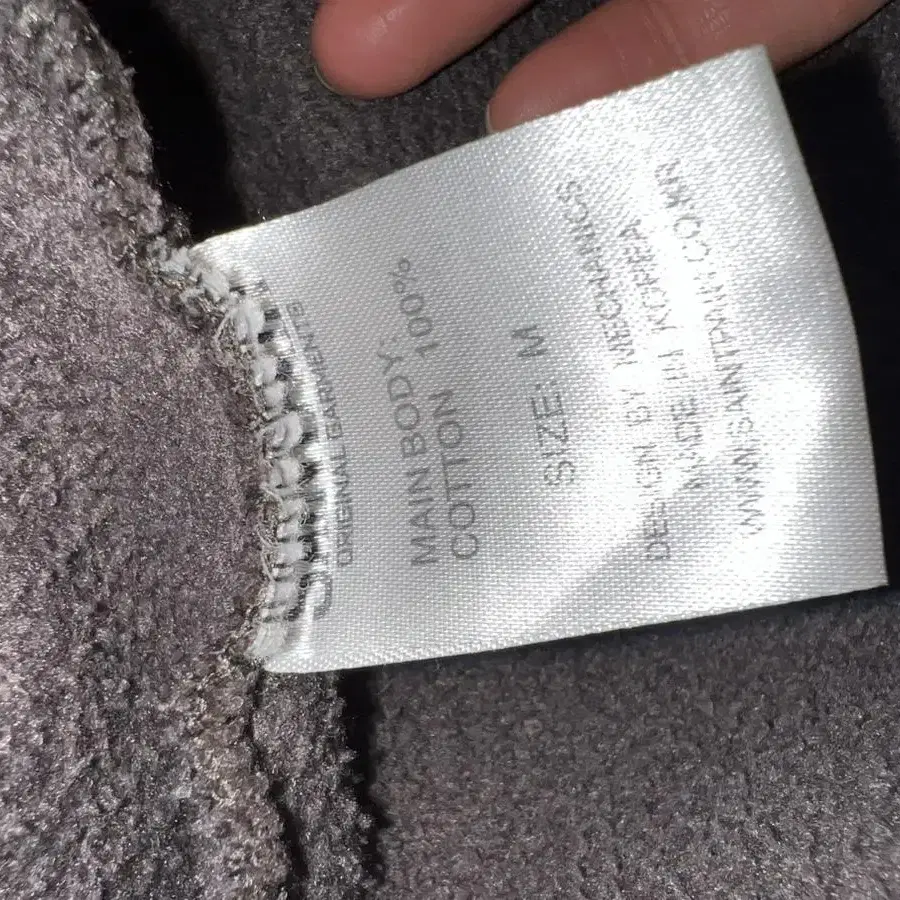 ORIGINAL GARMENTS
MAIN BODY:
COTTON 100%
SIZE: M
DESIGN BY MECHANICS
MADE IN KOREA